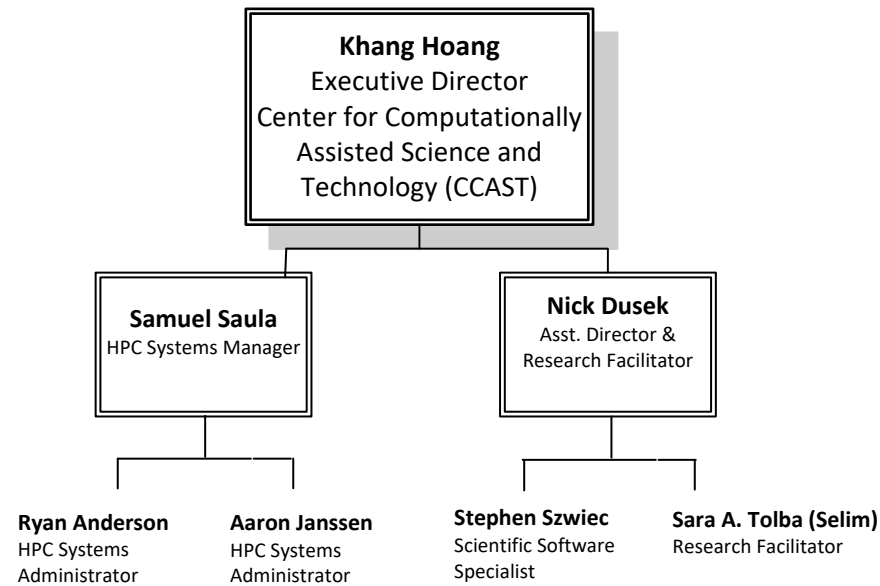 Khang Hoang
Executive Director
Center for Computationally
Assisted Science and
Technology (CCAST)
Samuel Saula
HPC Systems Manager
Nick Dusek
Asst. Director &
Research Facilitator
Ryan Anderson
HPC Systems
Administrator
Aaron Janssen
HPC Systems
Administrator
Stephen Szwiec
Scientific Software
Specialist
Sara A. Tolba (Selim)
Research Facilitator